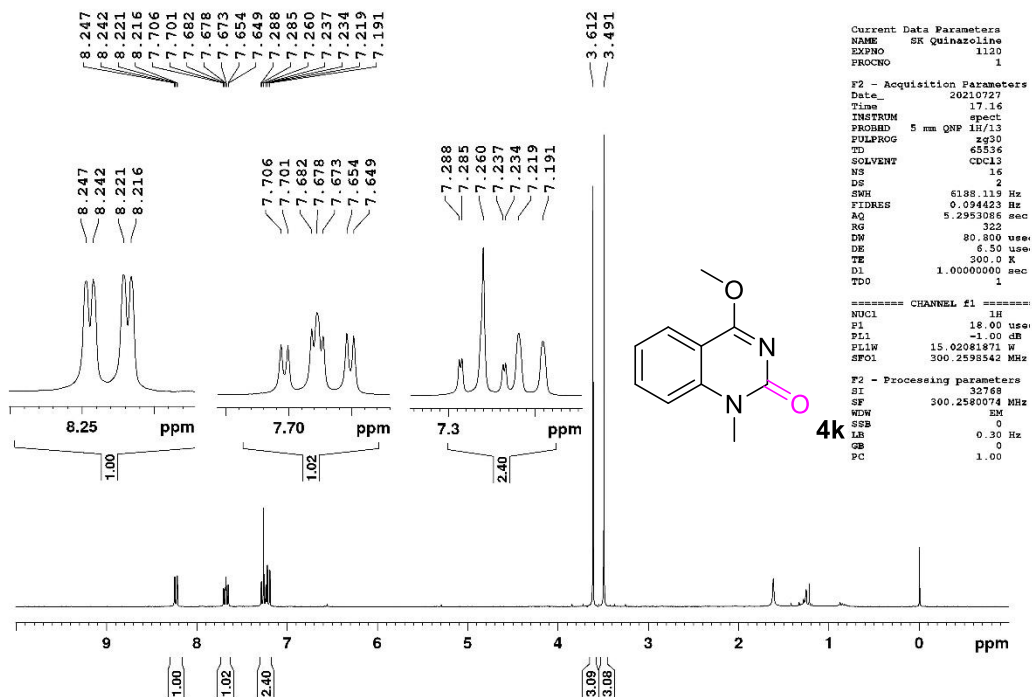 8.247
8.242
8.221
8.216
7.706
7.701
7.682
7.678
7.673
7.654
7.649
7.288
7.285
7.260
7.237
7.234
7.219
7.191
3.612
3.491
8.247
8.242
8.221
8.216
7.706
7.701
7.682
7.678
7.673
7.654
7.649
7.288
7.285
7.260
7.237
7.234
7.219
7.191
8.25 ppm
7.70 ppm
7.3 ppm
1.00
1.02
2.40
O
N
N
O
4k
Current Data Parameters
NAME SK Quinazoline
EXPNO 1120
PROCNO 1
F2 - Acquisition Parameters
Date_ 20210727
Time 17.16
INSTRUM spect
PROBHD 5 mm QNP 1H/13
PULPROG zg30
TD 65536
SOLVENT CDCl3
NS 16
DS 2
SWH 6188.119 Hz
FIDRES 0.094423 Hz
AQ 5.2953086 sec
RG 322
DW 80.800 usec
DE 6.50 usec
TE 300.0 K
D1 1.00000000 sec
TD0 1
======== CHANNEL f1 ========
NUC1 1H
P1 18.00 usec
PL1 -1.00 dB
PL1W 15.02081871 W
SFO1 300.2598542 MHz
F2 - Processing parameters
SI 32768
SF 300.2580074 MHz
WDW EM
SSB 0
LB 0.30 Hz
GB 0
PC 1.00
9 8 7 6 5 4 3 2 1 0 ppm
1.00
1.02
2.40
3.09
3.08